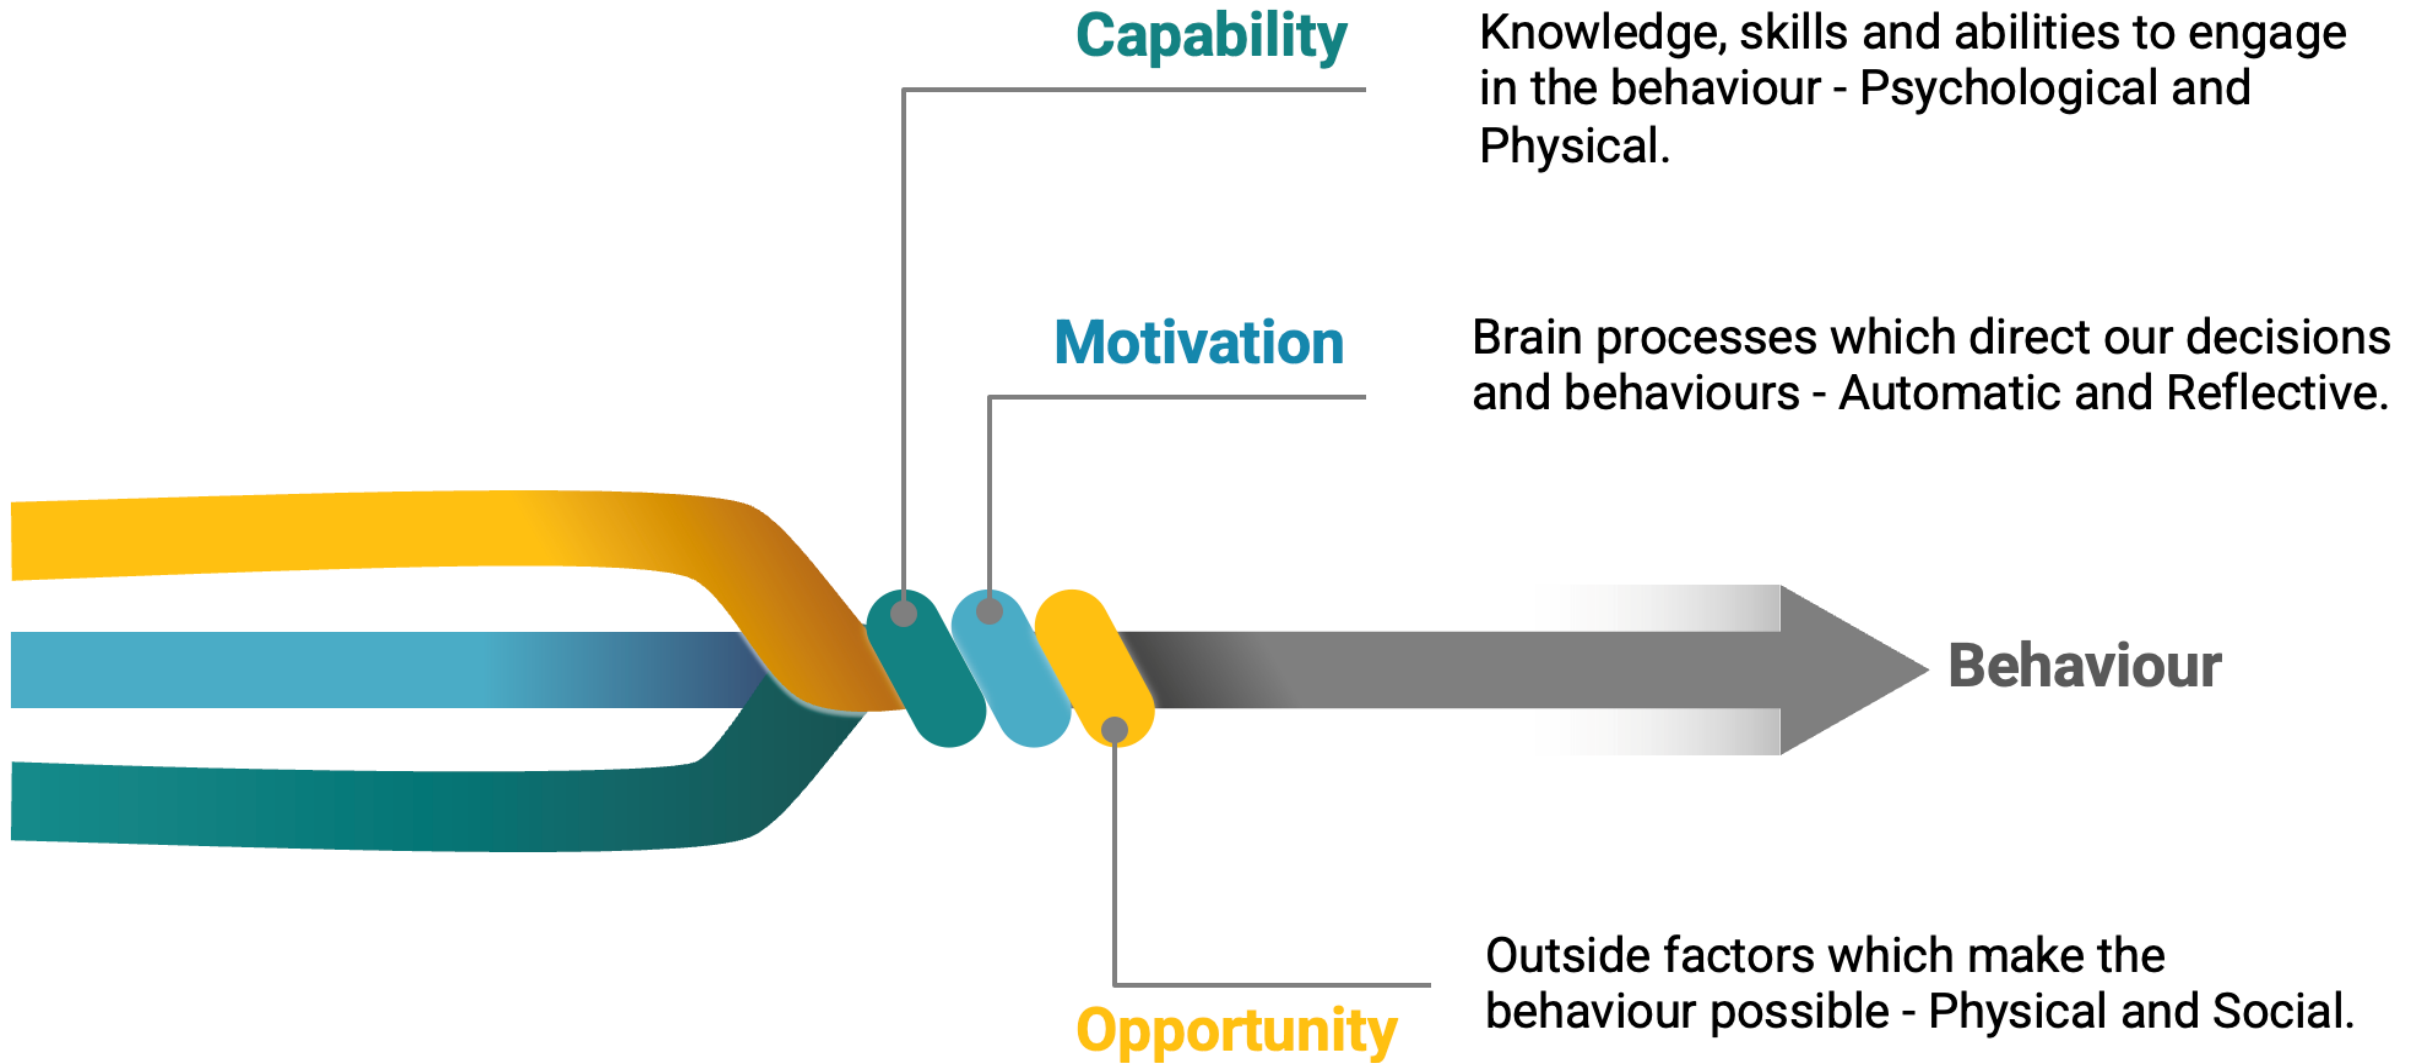 Capability
Knowledge, skills and abilities to engage
in the behaviour - Psychological and
Physical.
Motivation
Brain processes which direct our decisions
and behaviours - Automatic and Reflective.
Behaviour
Outside factors which make the
behaviour possible - Physical and Social.
Opportunity